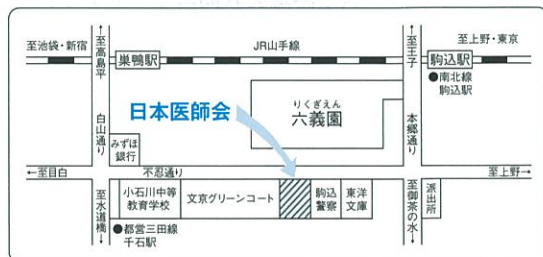 至池袋・新宿
至高島平
巣鴨駅
JR山手線
至王子
至上野・東京
駒込駅
●南北線
駒込駅
日本医師会
りくぎえん
六義園
白山通り
本郷通り
みずほ
銀行
←至目白
不忍通り
至上野→
至水道橋
小石川中等
教育学校
文京グリーンコート
駒込
警察
東洋
文庫
至御茶の水
派出所
●都営三田線
千石駅